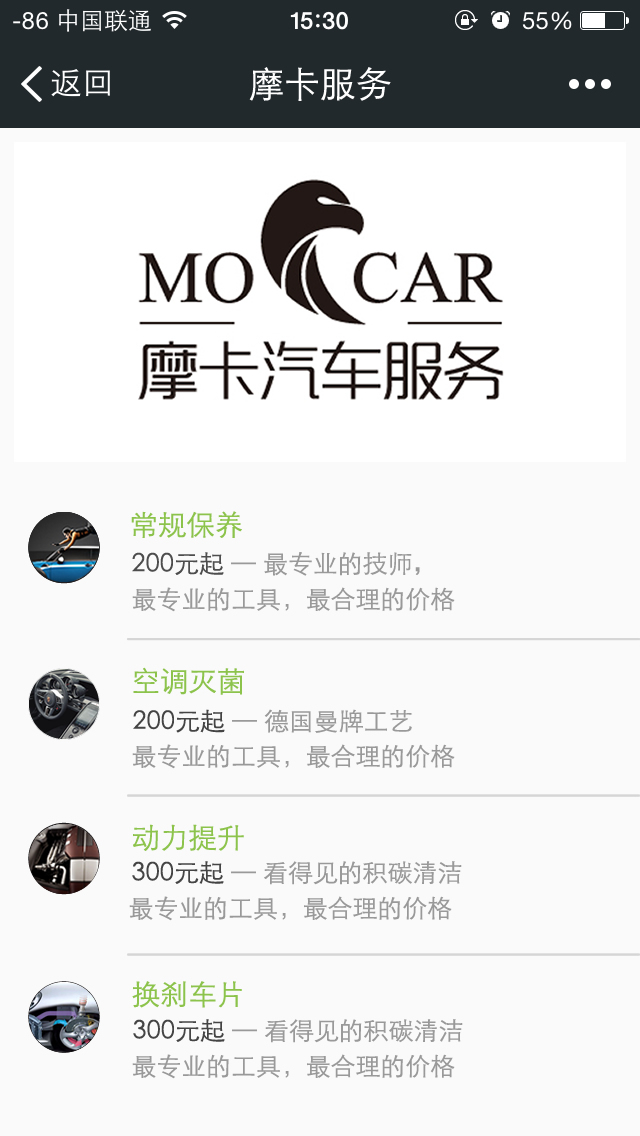 -86 中国联通 15:30 55%
返回 摩卡服务
MO CAR
摩卡汽车服务
常规保养
200元起 — 最专业的技师，
最专业的工具，最合理的价格
空调灭菌
200元起 — 德国曼牌工艺
最专业的工具，最合理的价格
动力提升
300元起 — 看得见的积碳清洁
最专业的工具，最合理的价格
换刹车片
300元起 — 看得见的积碳清洁
最专业的工具，最合理的价格